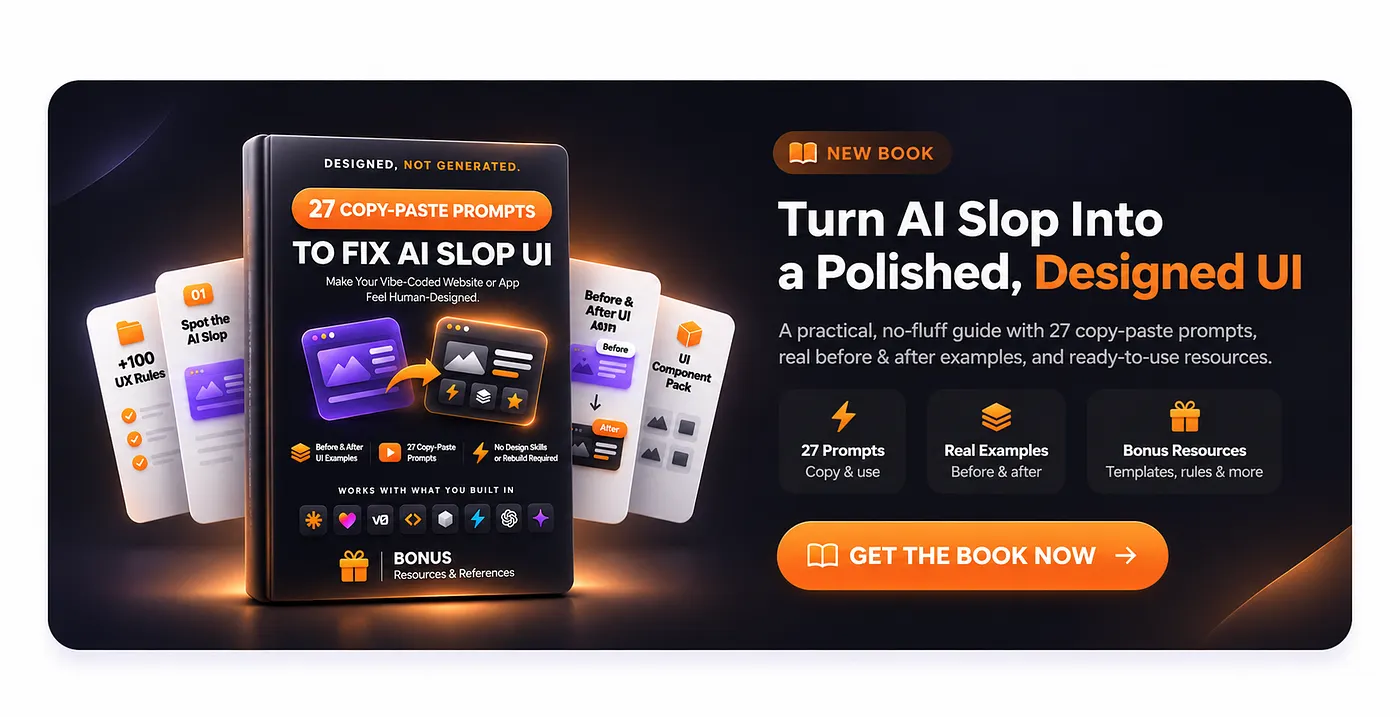 DESIGNED, NOT GENERATED.
27 COPY-PASTE PROMPTS
TO FIX AI SLOP UI
Make Your Vibe-Coded Website or App
Feel Human-Designed.
Before & After
UI Examples
27 Copy-Paste
Prompts
No Design Skills
or Rebuild Required
WORKS WITH WHAT YOU BUILT IN
v0
BONUS
Resources & References
+100
UX Rules
01
Spot the
AI Slop
Before &
After UI
Before
After
UI
Component
Pack
NEW BOOK
Turn AI Slop Into
a Polished, Designed UI
A practical, no-fluff guide with 27 copy-paste prompts,
real before & after examples, and ready-to-use resources.
27 Prompts
Copy & use
Real Examples
Before & after
Bonus Resources
Templates, rules & more
GET THE BOOK NOW